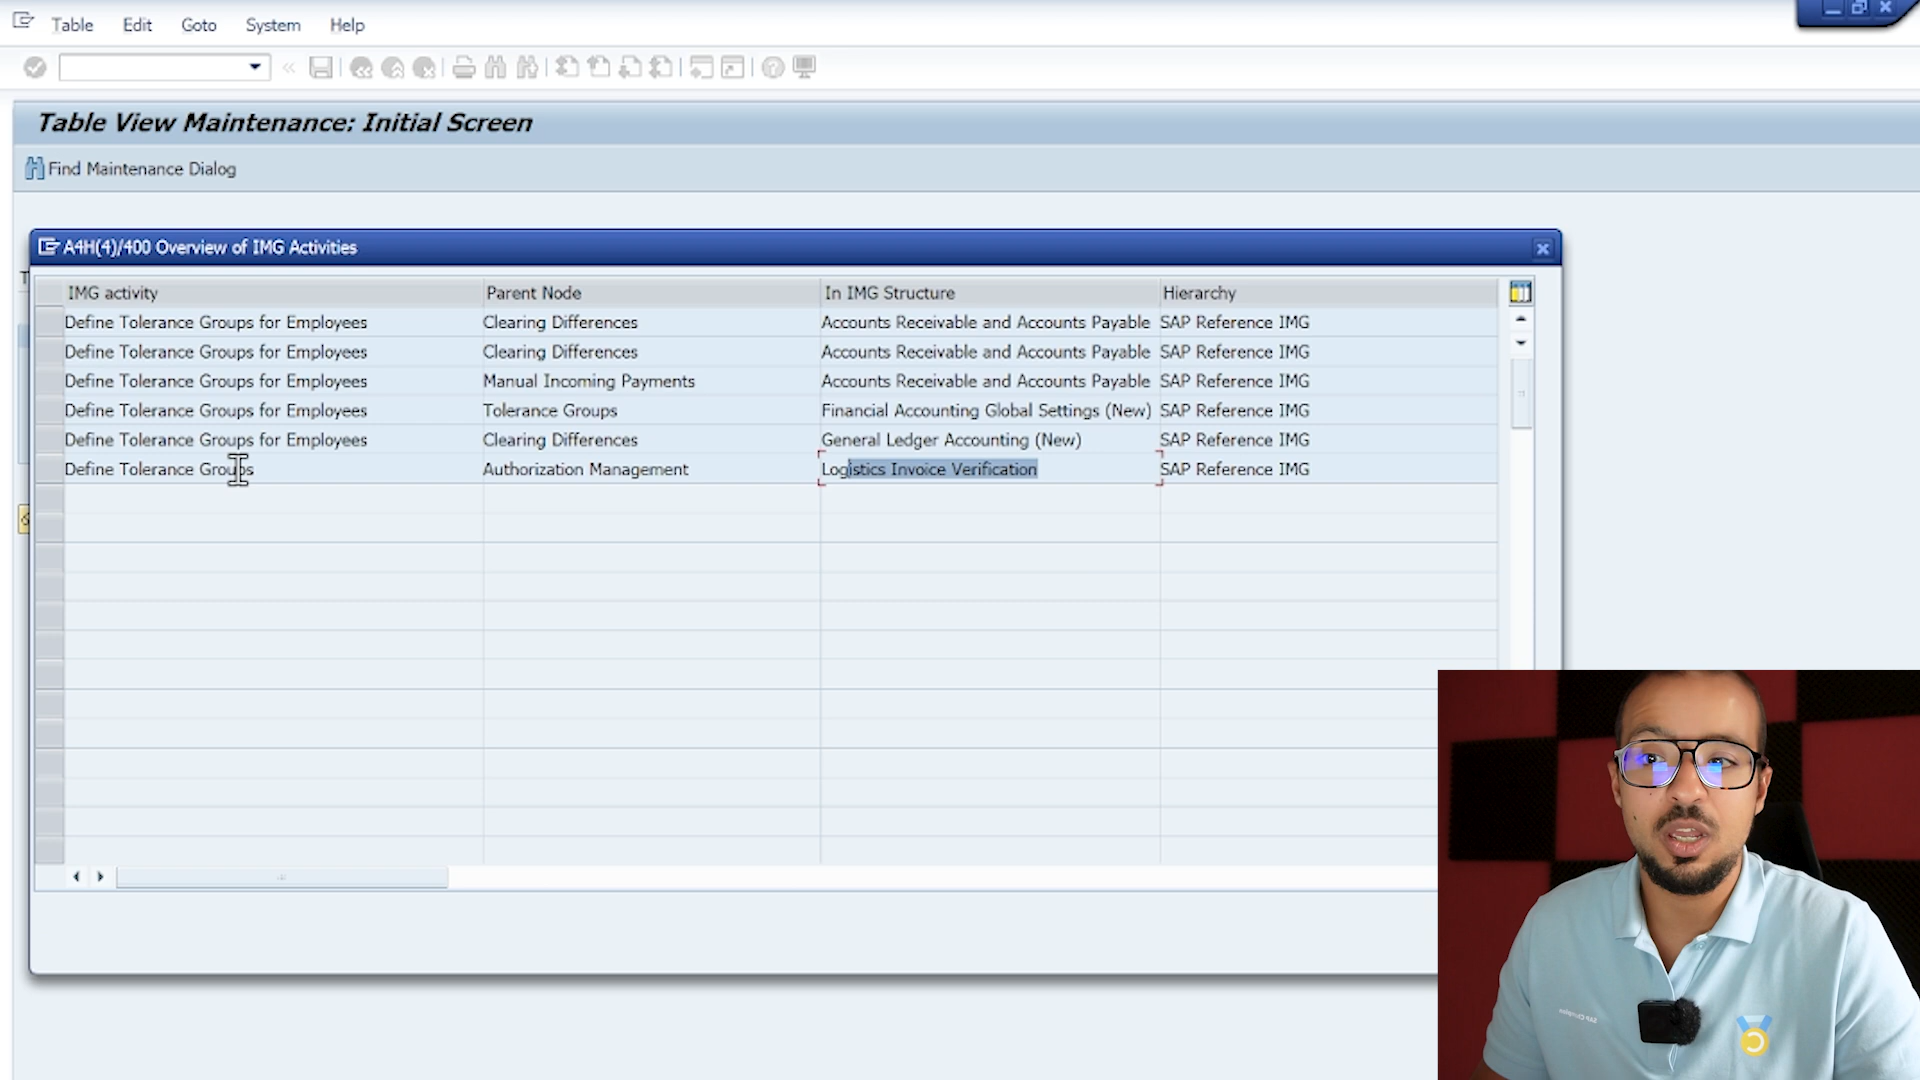 Table Edit Goto System Help
Table View Maintenance: Initial Screen
Find Maintenance Dialog
A4H(4)/400 Overview of IMG Activities
IMG activity Parent Node In IMG Structure Hierarchy
Define Tolerance Groups for Employees Clearing Differences Accounts Receivable and Accounts Payable SAP Reference IMG
Define Tolerance Groups for Employees Clearing Differences Accounts Receivable and Accounts Payable SAP Reference IMG
Define Tolerance Groups for Employees Manual Incoming Payments Accounts Receivable and Accounts Payable SAP Reference IMG
Define Tolerance Groups for Employees Tolerance Groups Financial Accounting Global Settings (New) SAP Reference IMG
Define Tolerance Groups for Employees Clearing Differences General Ledger Accounting (New) SAP Reference IMG
Define Tolerance Groups Authorization Management Logistics Invoice Verification SAP Reference IMG